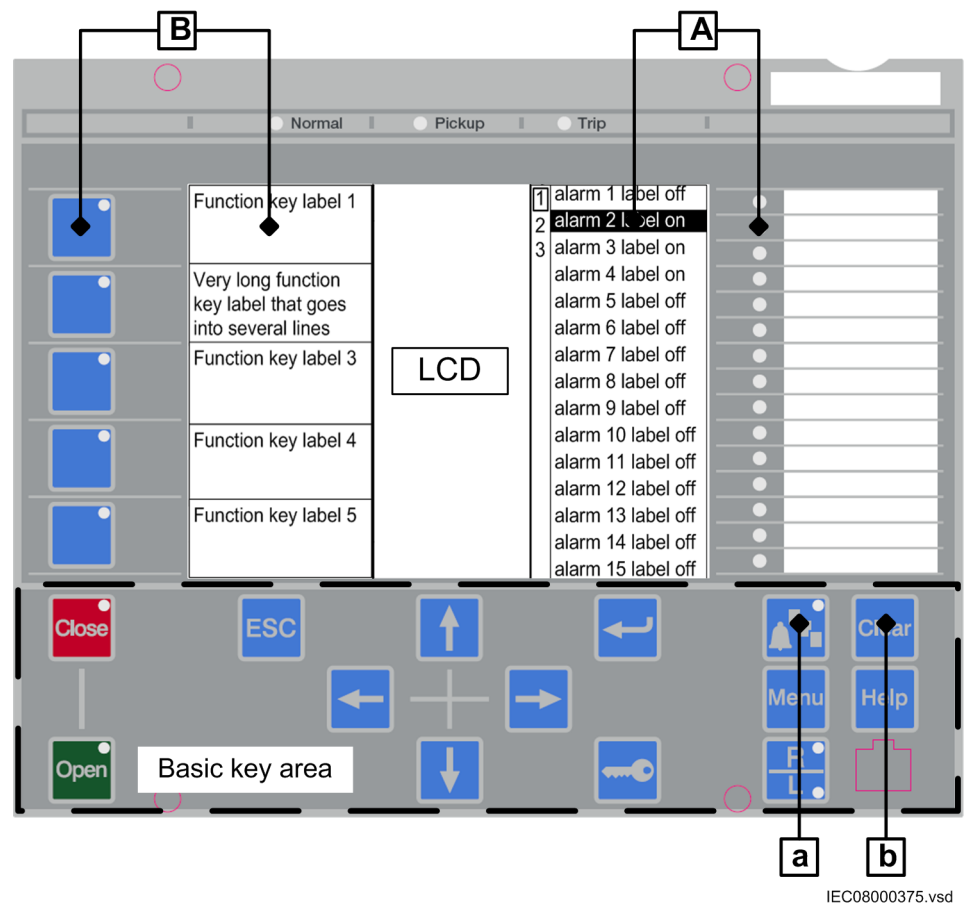 B
A
Normal
Pickup
Trip
Function key label 1
Very long function
key label that goes
into several lines
Function key label 3
Function key label 4
Function key label 5
LCD
1
2
3
alarm 1 label off
alarm 2 label on
alarm 3 label on
alarm 4 label on
alarm 5 label off
alarm 6 label off
alarm 7 label off
alarm 8 label off
alarm 9 label off
alarm 10 label off
alarm 11 label off
alarm 12 label off
alarm 13 label off
alarm 14 label off
alarm 15 label off
Close
ESC
Clear
Menu
Help
Open
Basic key area
R
L
a
b
IEC08000375.vsd